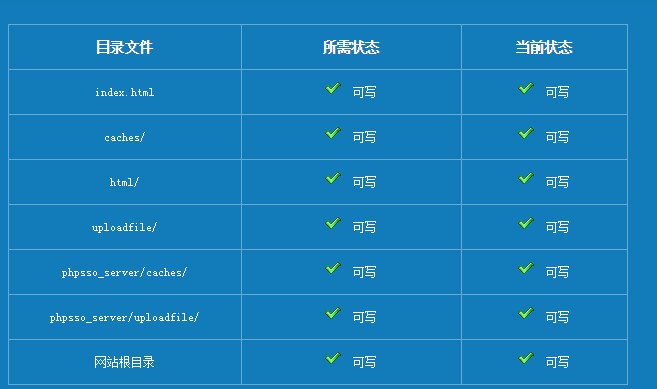 目录文件 所需状态 当前状态
index.html 可写 可写
caches/ 可写 可写
html/ 可写 可写
uploadfile/ 可写 可写
phpsso_server/caches/ 可写 可写
phpsso_server/uploadfile/ 可写 可写
网站根目录 可写 可写